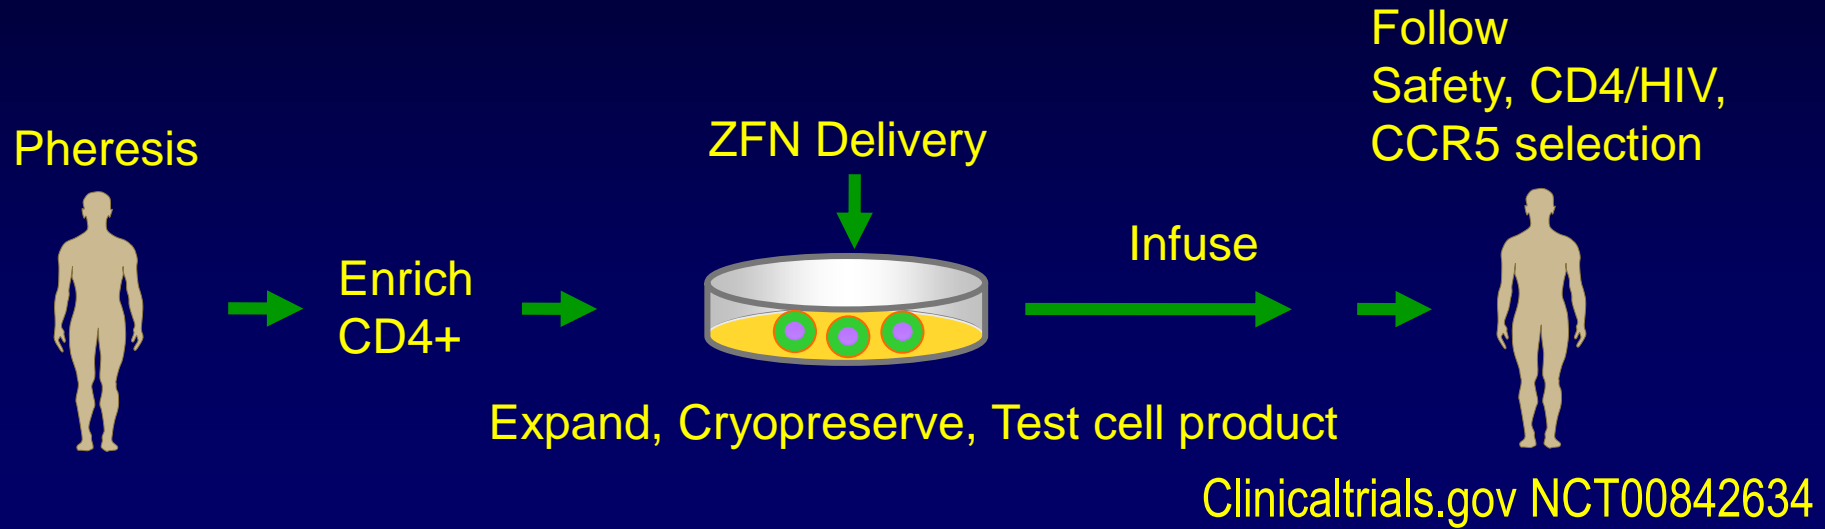 Pheresis
Enrich
CD4+
ZFN Delivery
Expand, Cryopreserve, Test cell product
Infuse
Follow
Safety, CD4/HIV,
CCR5 selection
Clinicaltrials.gov NCT00842634